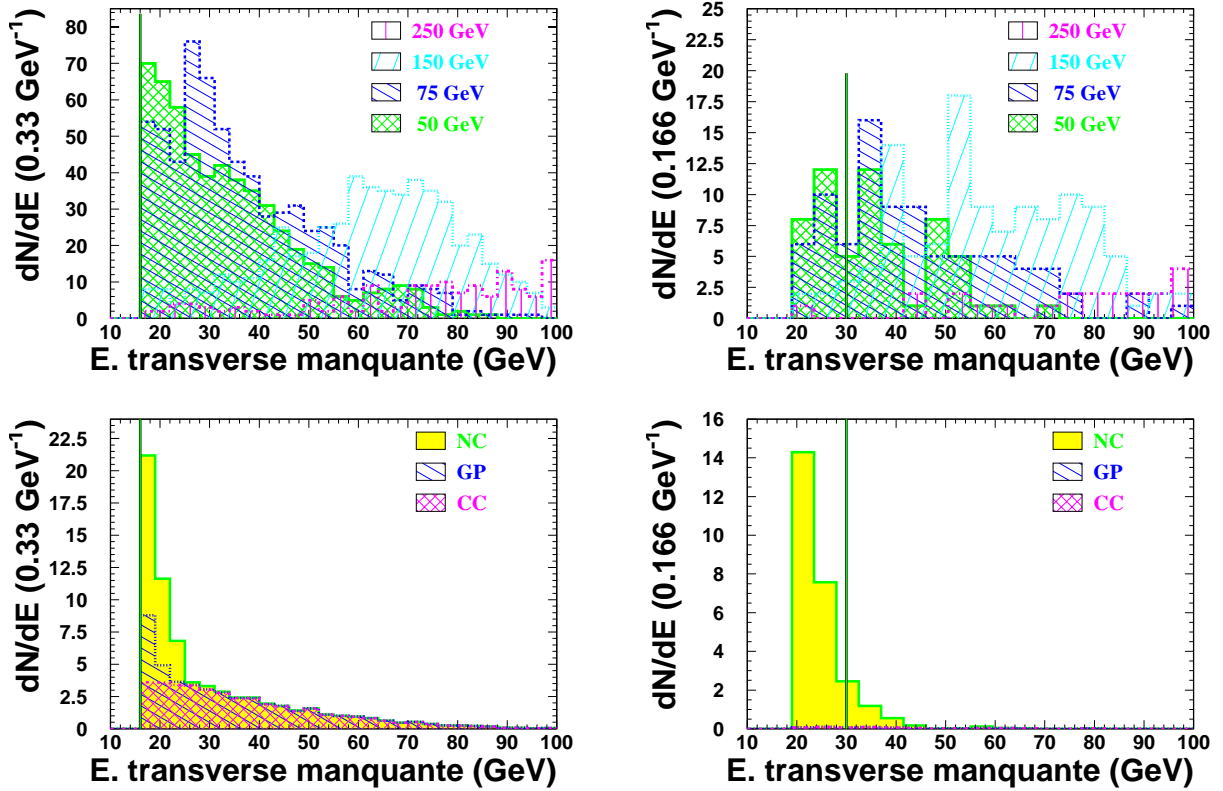 dN/dE (0.33 GeV⁻¹)
80
70
60
50
40
30
20
10
0
250 GeV
150 GeV
75 GeV
50 GeV
10 20 30 40 50 60 70 80 90 100
E. transverse manquante (GeV)
dN/dE (0.166 GeV⁻¹)
25
22.5
20
17.5
15
12.5
10
7.5
5
2.5
0
250 GeV
150 GeV
75 GeV
50 GeV
10 20 30 40 50 60 70 80 90 100
E. transverse manquante (GeV)
dN/dE (0.33 GeV⁻¹)
22.5
20
17.5
15
12.5
10
7.5
5
2.5
0
NC
GP
CC
10 20 30 40 50 60 70 80 90 100
E. transverse manquante (GeV)
dN/dE (0.166 GeV⁻¹)
16
14
12
10
8
6
4
2
0
NC
GP
CC
10 20 30 40 50 60 70 80 90 100
E. transverse manquante (GeV)